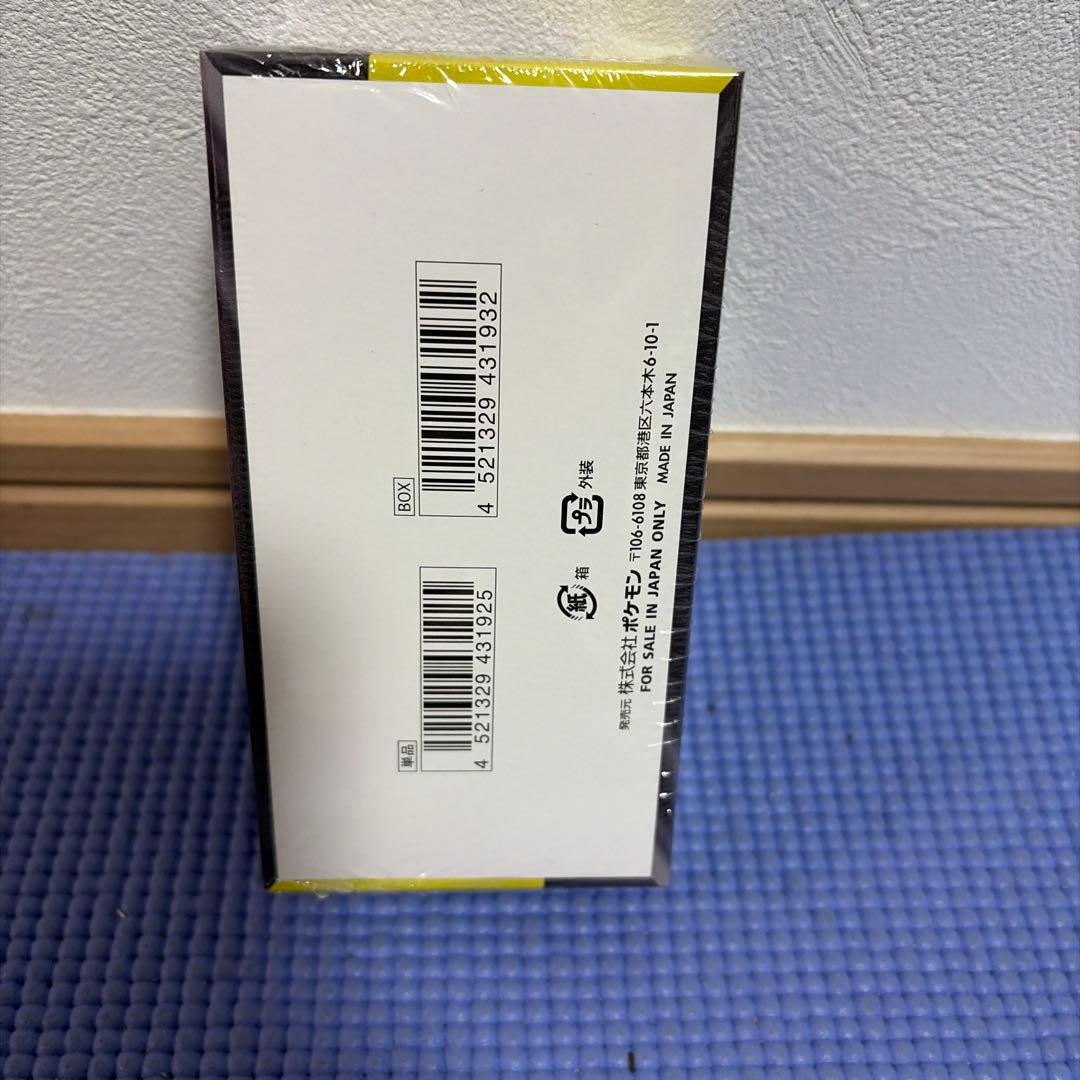 単品
4 521329 431925
BOX
4 521329 431932
紙 箱
プラ 外装
発売元 株式会社ポケモン 〒106-6108 東京都港区六本木6-10-1
FOR SALE IN JAPAN ONLY MADE IN JAPAN